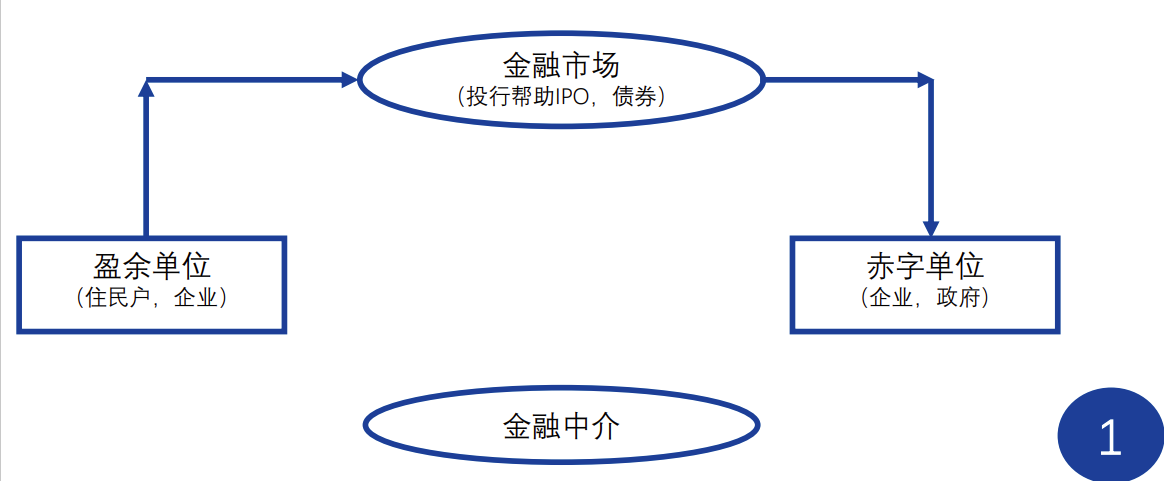 金融市场
（投行帮助IPO，债券）
盈余单位
（住民户，企业）
赤字单位
（企业，政府）
金融中介
1